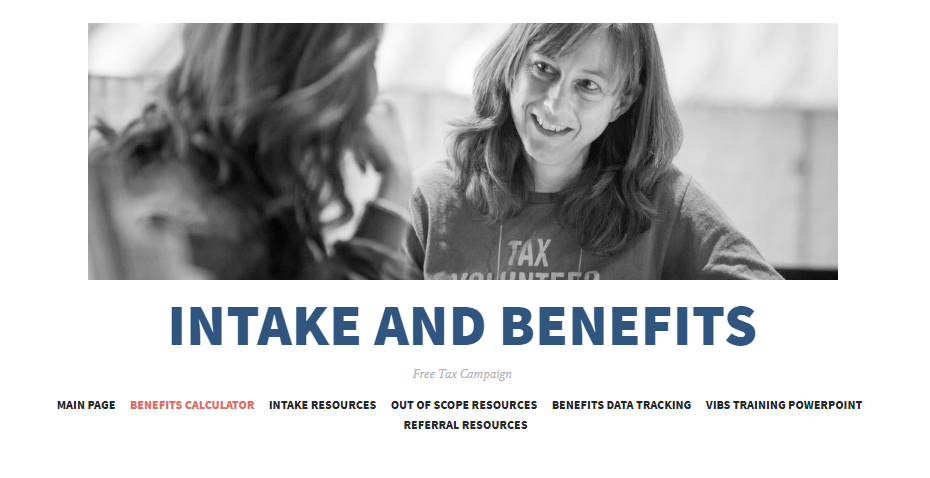 TAX
VOLUNTEER
INTAKE AND BENEFITS
Free Tax Campaign
MAIN PAGE BENEFITS CALCULATOR INTAKE RESOURCES OUT OF SCOPE RESOURCES BENEFITS DATA TRACKING VIBS TRAINING POWERPOINT
REFERRAL RESOURCES